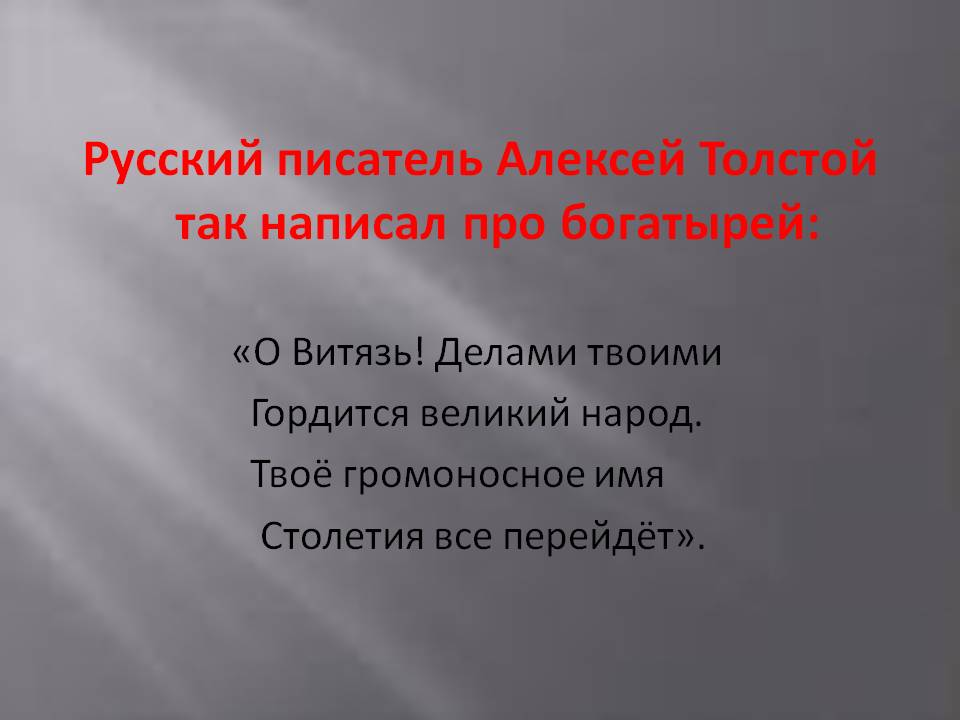 Русский писатель Алексей Толстой
так написал про богатырей:
«О Витязь! Делами твоими
Гордится великий народ.
Твоё громоносное имя
Столетия все перейдёт».